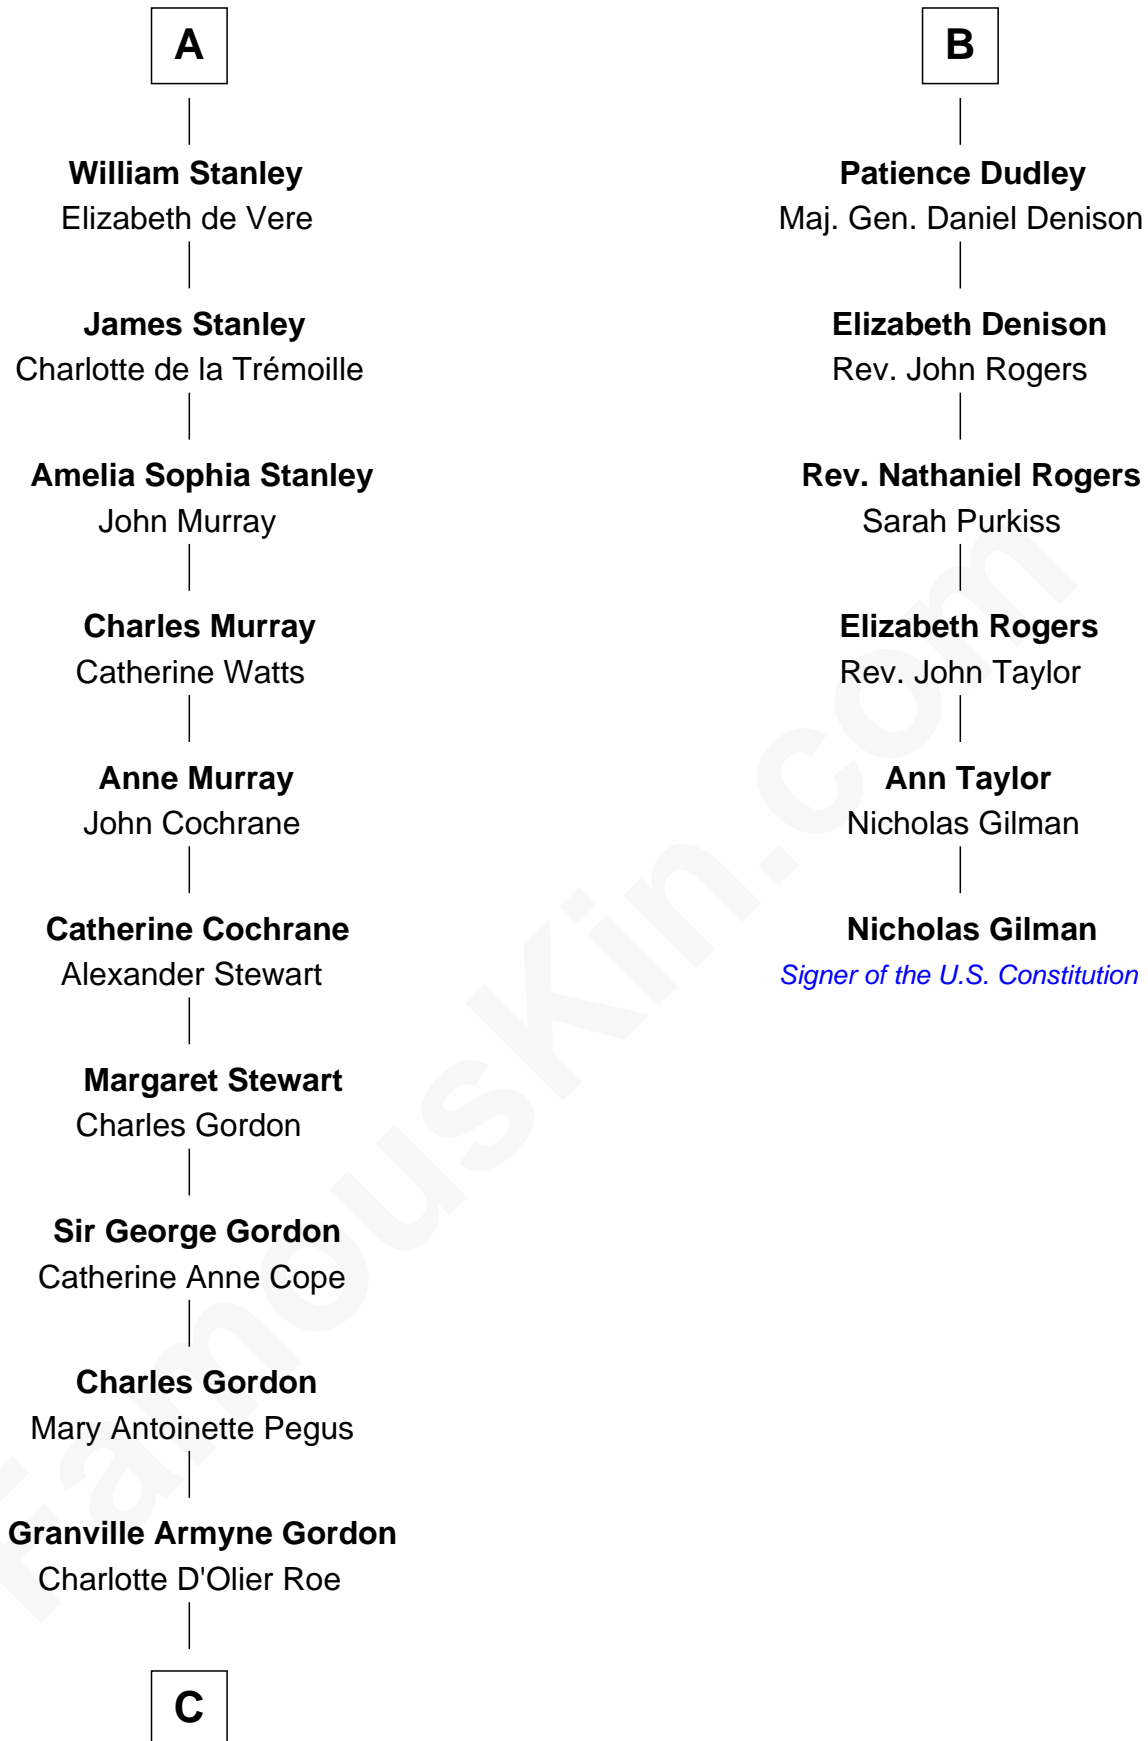 A
William Stanley
Elizabeth de Vere
James Stanley
Charlotte de la Trémoille
Amelia Sophia Stanley
John Murray
Charles Murray
Catherine Watts
Anne Murray
John Cochrane
Catherine Cochrane
Alexander Stewart
Margaret Stewart
Charles Gordon
Sir George Gordon
Catherine Anne Cope
Charles Gordon
Mary Antoinette Pegus
Granville Armyne Gordon
Charlotte D'Olier Roe
C
B
Patience Dudley
Maj. Gen. Daniel Denison
Elizabeth Denison
Rev. John Rogers
Rev. Nathaniel Rogers
Sarah Purkiss
Elizabeth Rogers
Rev. John Taylor
Ann Taylor
Nicholas Gilman
Nicholas Gilman
Signer of the U.S. Constitution
FamousKin.com